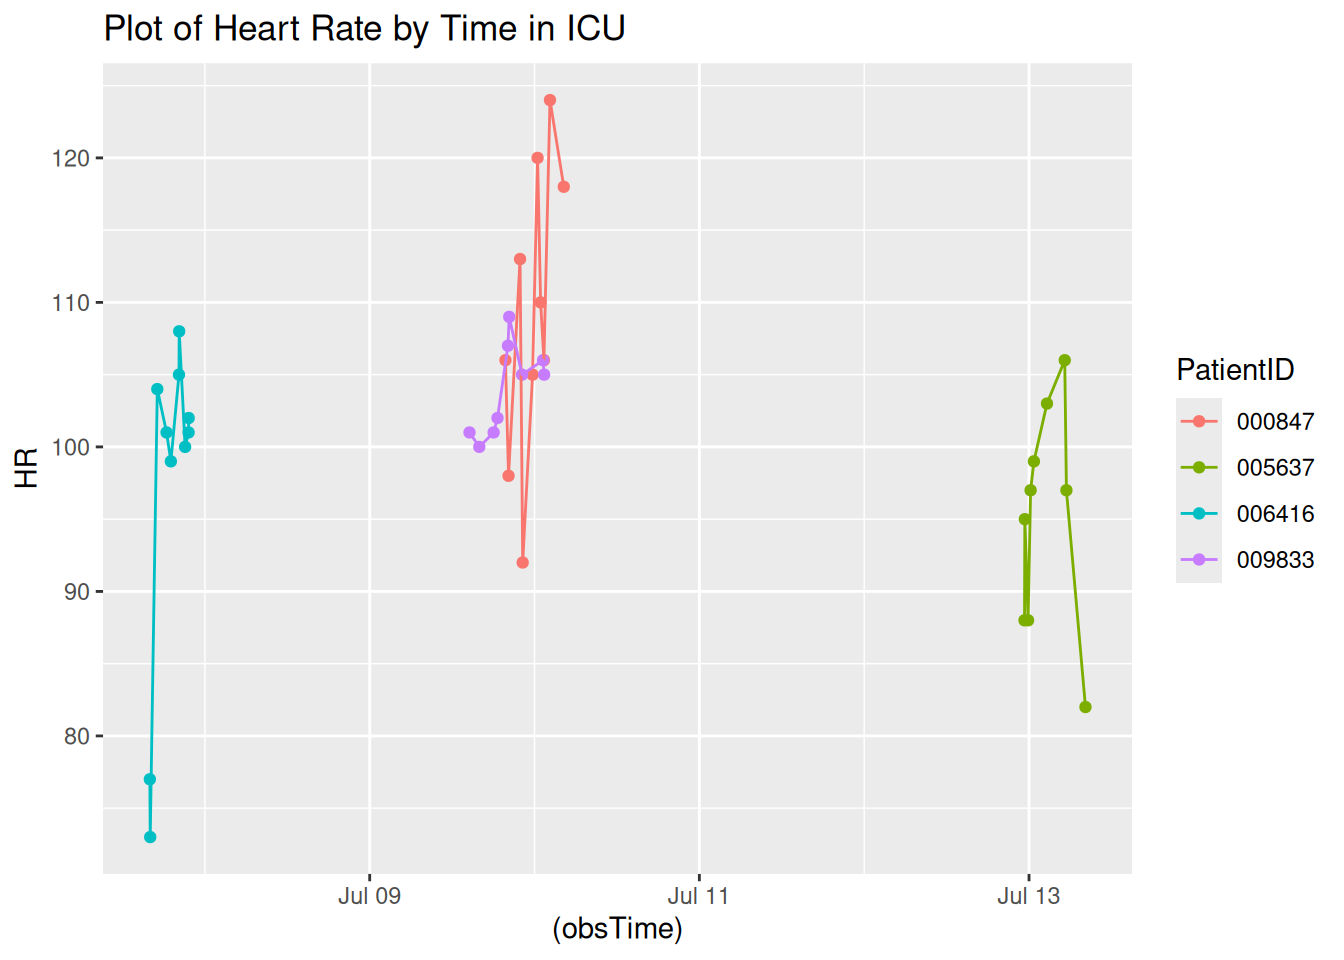 Plot of Heart Rate by Time in ICU
120
110
100
90
80
HR
Jul 09
Jul 11
Jul 13
(obsTime)
PatientID
000847
005637
006416
009833